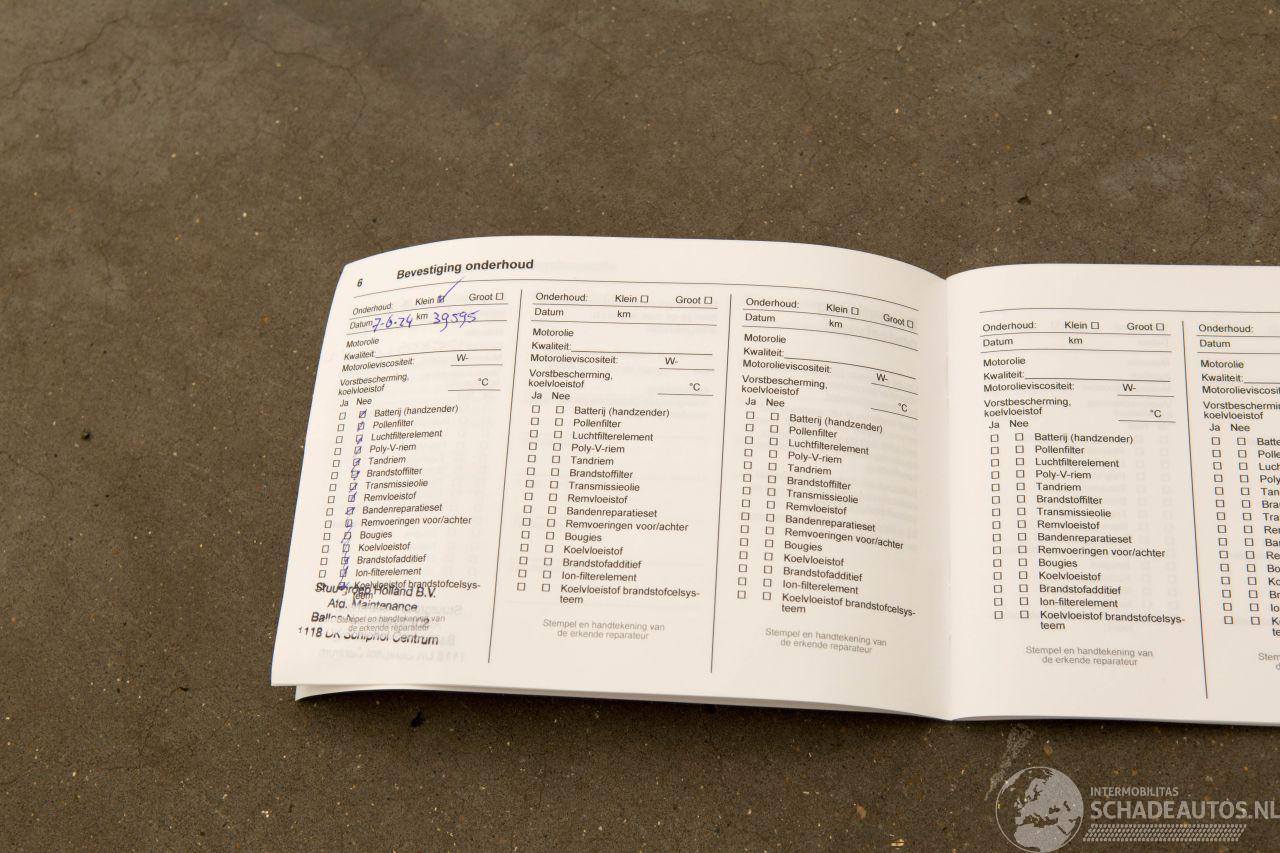 6 Bevestiging onderhoud
Onderhoud: Klein Groot
Datum 7-6-24 km 39595
Motorolie
Kwaliteit:
Motorolieviscositeit: W-
Vorstbescherming,
koelvloeistof °C
Ja Nee
Batterij (handzender)
Pollenfilter
Luchtfilterelement
Poly-V-riem
Tandriem
Brandstoffilter
Transmissieolie
Remvloeistof
Bandenreparatieset
Remvoeringen voor/achter
Bougies
Koelvloeistof
Brandstofadditief
Ion-filterelement
Koelvloeistof brandstofcelsys-
teem
Holland B.V.
Maintenance
Stempel en handtekening van
de erkende reparateur
1118 DK Schiphol Centrum
Onderhoud: Klein Groot
Datum km
Motorolie
Kwaliteit:
Motorolieviscositeit: W-
Vorstbescherming,
koelvloeistof °C
Ja Nee
Batterij (handzender)
Pollenfilter
Luchtfilterelement
Poly-V-riem
Tandriem
Brandstoffilter
Transmissieolie
Remvloeistof
Bandenreparatieset
Remvoeringen voor/achter
Bougies
Koelvloeistof
Brandstofadditief
Ion-filterelement
Koelvloeistof brandstofcelsys-
teem
Stempel en handtekening van
de erkende reparateur
Onderhoud: Klein Groot
Datum km
Motorolie
Kwaliteit:
Motorolieviscositeit: W-
Vorstbescherming,
koelvloeistof °C
Ja Nee
Batterij (handzender)
Pollenfilter
Luchtfilterelement
Poly-V-riem
Tandriem
Brandstoffilter
Transmissieolie
Remvloeistof
Bandenreparatieset
Remvoeringen voor/achter
Bougies
Koelvloeistof
Brandstofadditief
Ion-filterelement
Koelvloeistof brandstofcelsys-
teem
Stempel en handtekening van
de erkende reparateur
Onderhoud: Klein Groot
Datum km
Motorolie
Kwaliteit:
Motorolieviscositeit: W-
Vorstbescherming,
koelvloeistof °C
Ja Nee
Batterij (handzender)
Pollenfilter
Luchtfilterelement
Poly-V-riem
Tandriem
Brandstoffilter
Transmissieolie
Remvloeistof
Bandenreparatieset
Remvoeringen voor/achter
Bougies
Koelvloeistof
Brandstofadditief
Ion-filterelement
Koelvloeistof brandstofcelsys-
teem
Stempel en handtekening van
de erkende reparateur
Onderhoud:
Datum
Motorolie
Kwaliteit:
koelvloeistof
Ja Nee
INTERMOBILITAS
SCHADEAUTOS.NL